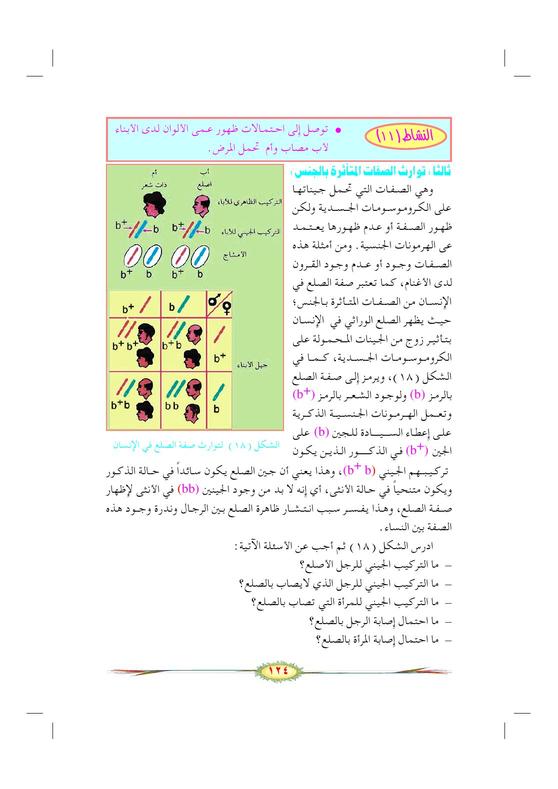 النشاط (١١)
• توصل إلى احتمالات ظهور عمى الألوان لدى الأبناء
لأب مصاب وأم تحمل المرض.
ثالثاً: توارث الصفات المتأثرة بالجنس:
وهي الصفات التي تحمل جيناتها
على الكروموسومات الجسدية ولكن
ظهور الصفة أو عدم ظهورها يعتمد
عى الهرمونات الجنسية. ومن أمثلة هذه
الصفات وجود أو عدم وجود القرون
لدى الأغنام، كما تعتبر صفة الصلع في
الإنسان من الصفات المتأثرة بالجنس؛
حيث يظهر الصلع الوراثي في الإنسان
بتأثير زوج من الجينات المحمولة على
الكروموسومات الجسدية، كما في
الشكل (١٨)، ويرمز إلى صفة الصلع
بالرمز (b) ولوجود الشعر بالرمز (b+)
وتعمل الهرمونات الجنسية الذكرية
على إعطاء السيادة للجين (b) على
الجين (b+) في الذكور الذين يكون
تركيبهم الجيني (b+ b)، وهذا يعني أن جين الصلع يكون سائداً في حالة الذكور
ويكون متنحياً في حالة الأنثى، أي إنه لا بد من وجود الجينين (bb) في الأنثى لإظهار
صفة الصلع، وهذا يفسر سبب انتشار ظاهرة الصلع بين الرجال وندرة وجود هذه
الصفة بين النساء.
أب
أم
أصلع
ذات شعر
التركيب الظاهري للآباء
التركيب الجيني للآباء
b+ b b+ b
الأمشاج
b+ b b+ b
b+ b ♂ ♀
b+ b+ b+ b b+
جيل الأبناء
b+ b b b b
الشكل (١٨) لتوارث صفة الصلع في الإنسان
ادرس الشكل (١٨) ثم أجب عن الأسئلة الآتية:
– ما التركيب الجيني للرجل الأصلع؟
– ما التركيب الجيني للرجل الذي لايصاب بالصلع؟
– ما التركيب الجيني للمرأة التي تصاب بالصلع؟
– ما احتمال إصابة الرجل بالصلع؟
– ما احتمال إصابة المرأة بالصلع؟
١٢٤